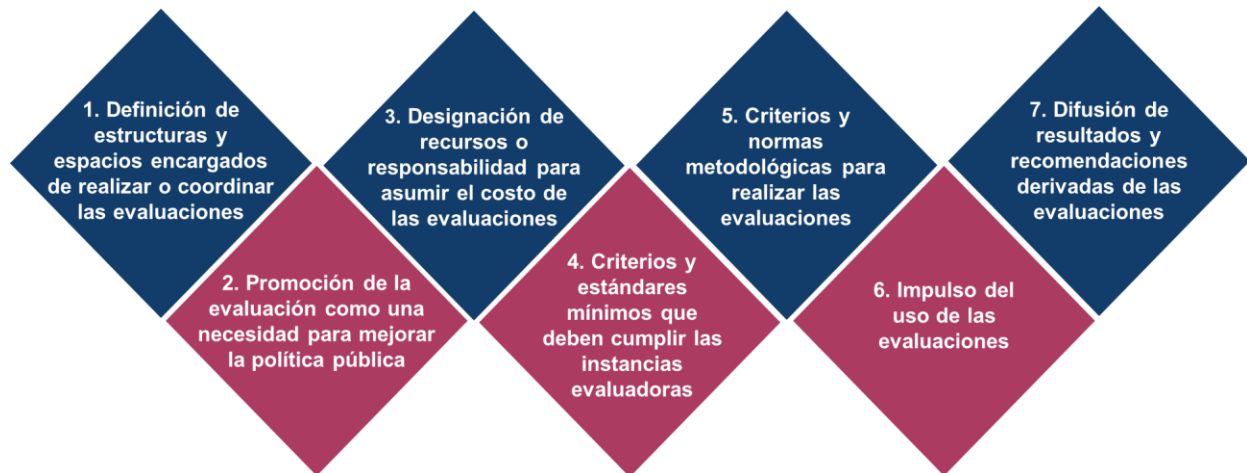 1. Definición de
estructuras y
espacios encargados
de realizar o coordinar
las evaluaciones
2. Promoción de la
evaluación como una
necesidad para mejorar
la política pública
3. Designación de
recursos o
responsabilidad para
asumir el costo de
las evaluaciones
4. Criterios y
estándares
mínimos que
deben cumplir las
instancias
evaluadoras
5. Criterios y
normas
metodológicas para
realizar las
evaluaciones
6. Impulso del
uso de las
evaluaciones
7. Difusión de
resultados y
recomendaciones
derivadas de las
evaluaciones